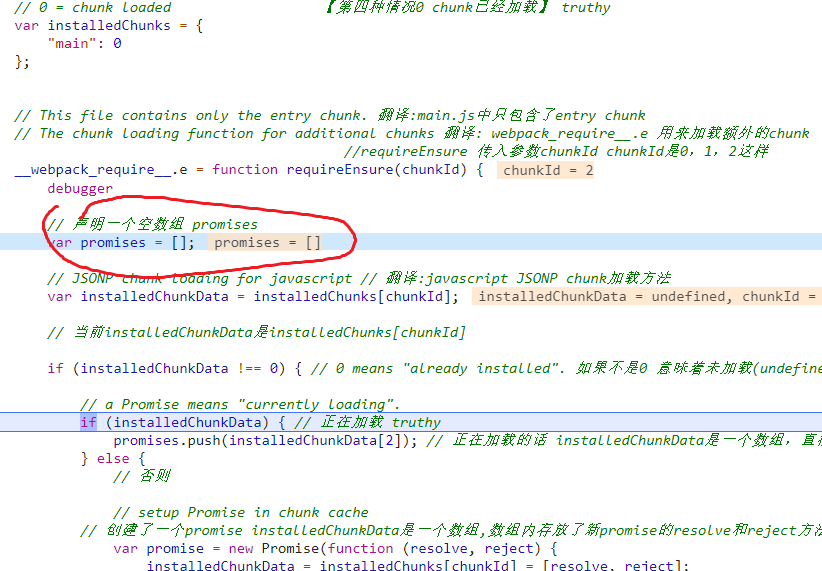 // 0 = chunk loaded 【第四种情况0 chunk已经加载】 truthy
var installedChunks = {
"main": 0
};
// This file contains only the entry chunk. 翻译:main.js中只包含了entry chunk
// The chunk loading function for additional chunks 翻译: webpack_require__.e 用来加载额外的chunk
//requireEnsure 传入参数chunkId chunkId是0，1，2这样
__webpack_require__.e = function requireEnsure(chunkId) { chunkId = 2
debugger
// 声明一个空数组 promises
var promises = []; promises = []
// JSONP chunk loading for javascript // 翻译:javascript JSONP chunk加载方法
var installedChunkData = installedChunks[chunkId]; installedChunkData = undefined, chunkId =
// 当前installedChunkData是installedChunks[chunkId]
if (installedChunkData !== 0) { // 0 means "already installed". 如果不是0 意味着未加载(undefine
// a Promise means "currently loading".
if (installedChunkData) { // 正在加载 truthy
promises.push(installedChunkData[2]); // 正在加载的话 installedChunkData是一个数组，直
} else {
// 否则
// setup Promise in chunk cache
// 创建了一个promise installedChunkData是一个数组,数组内存放了新promise的resolve和reject方法
var promise = new Promise(function (resolve, reject) {
installedChunkData = installedChunks[chunkId] = [resolve, reject];